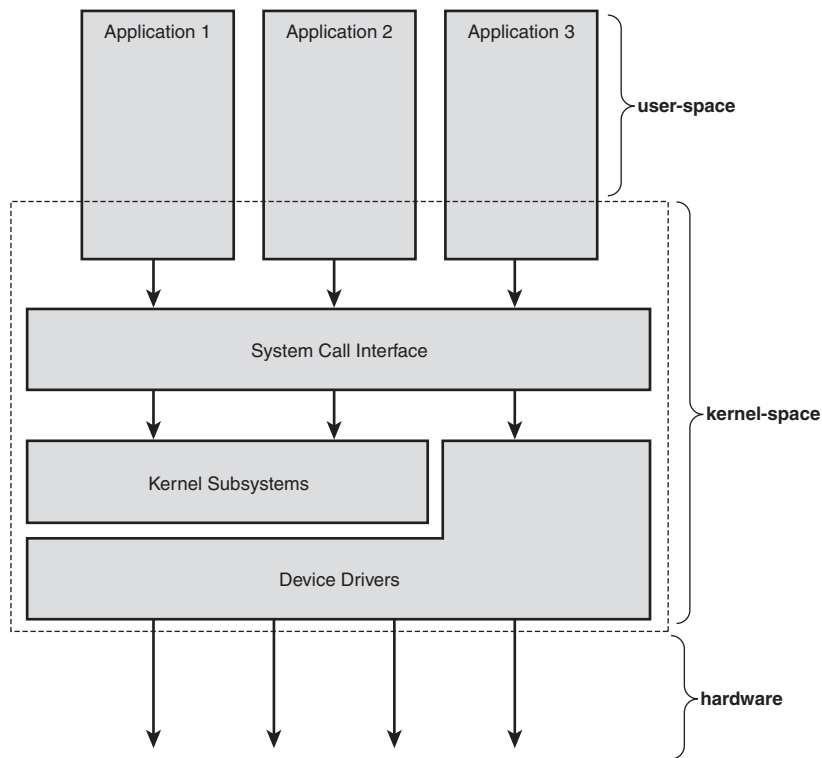 Application 1
Application 2
Application 3
user-space
System Call Interface
kernel-space
Kernel Subsystems
Device Drivers
hardware